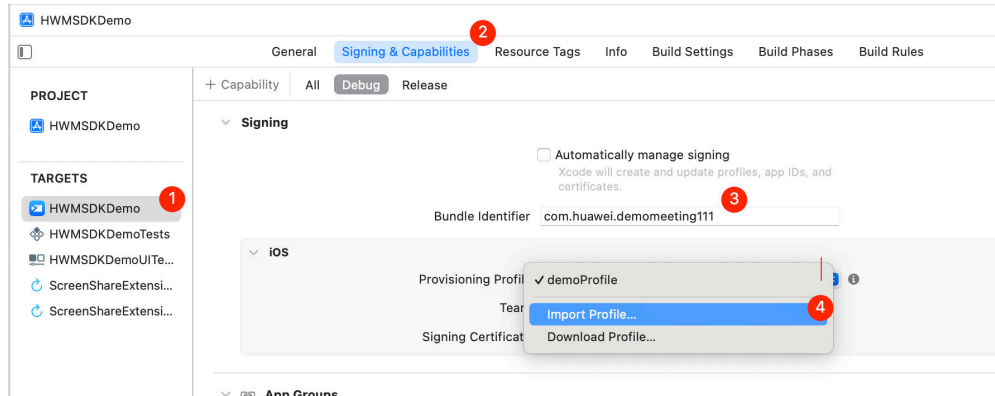 HWMSDKDemo
2
General Signing & Capabilities Resource Tags Info Build Settings Build Phases Build Rules
+ Capability All Debug Release
PROJECT
HWMSDKDemo
Signing
Automatically manage signing
Xcode will create and update profiles, app IDs, and
certificates.
TARGETS
1
HWMSDKDemo
3
Bundle Identifier com.huawei.demomeeting111
HWMSDKDemoTests
HWMSDKDemoUITe...
iOS
ScreenShareExtensi...
Provisioning Profil ✓ demoProfile
ScreenShareExtensi...
Tear
Import Profile...
4
Signing Certificat
Download Profile...
App Groups